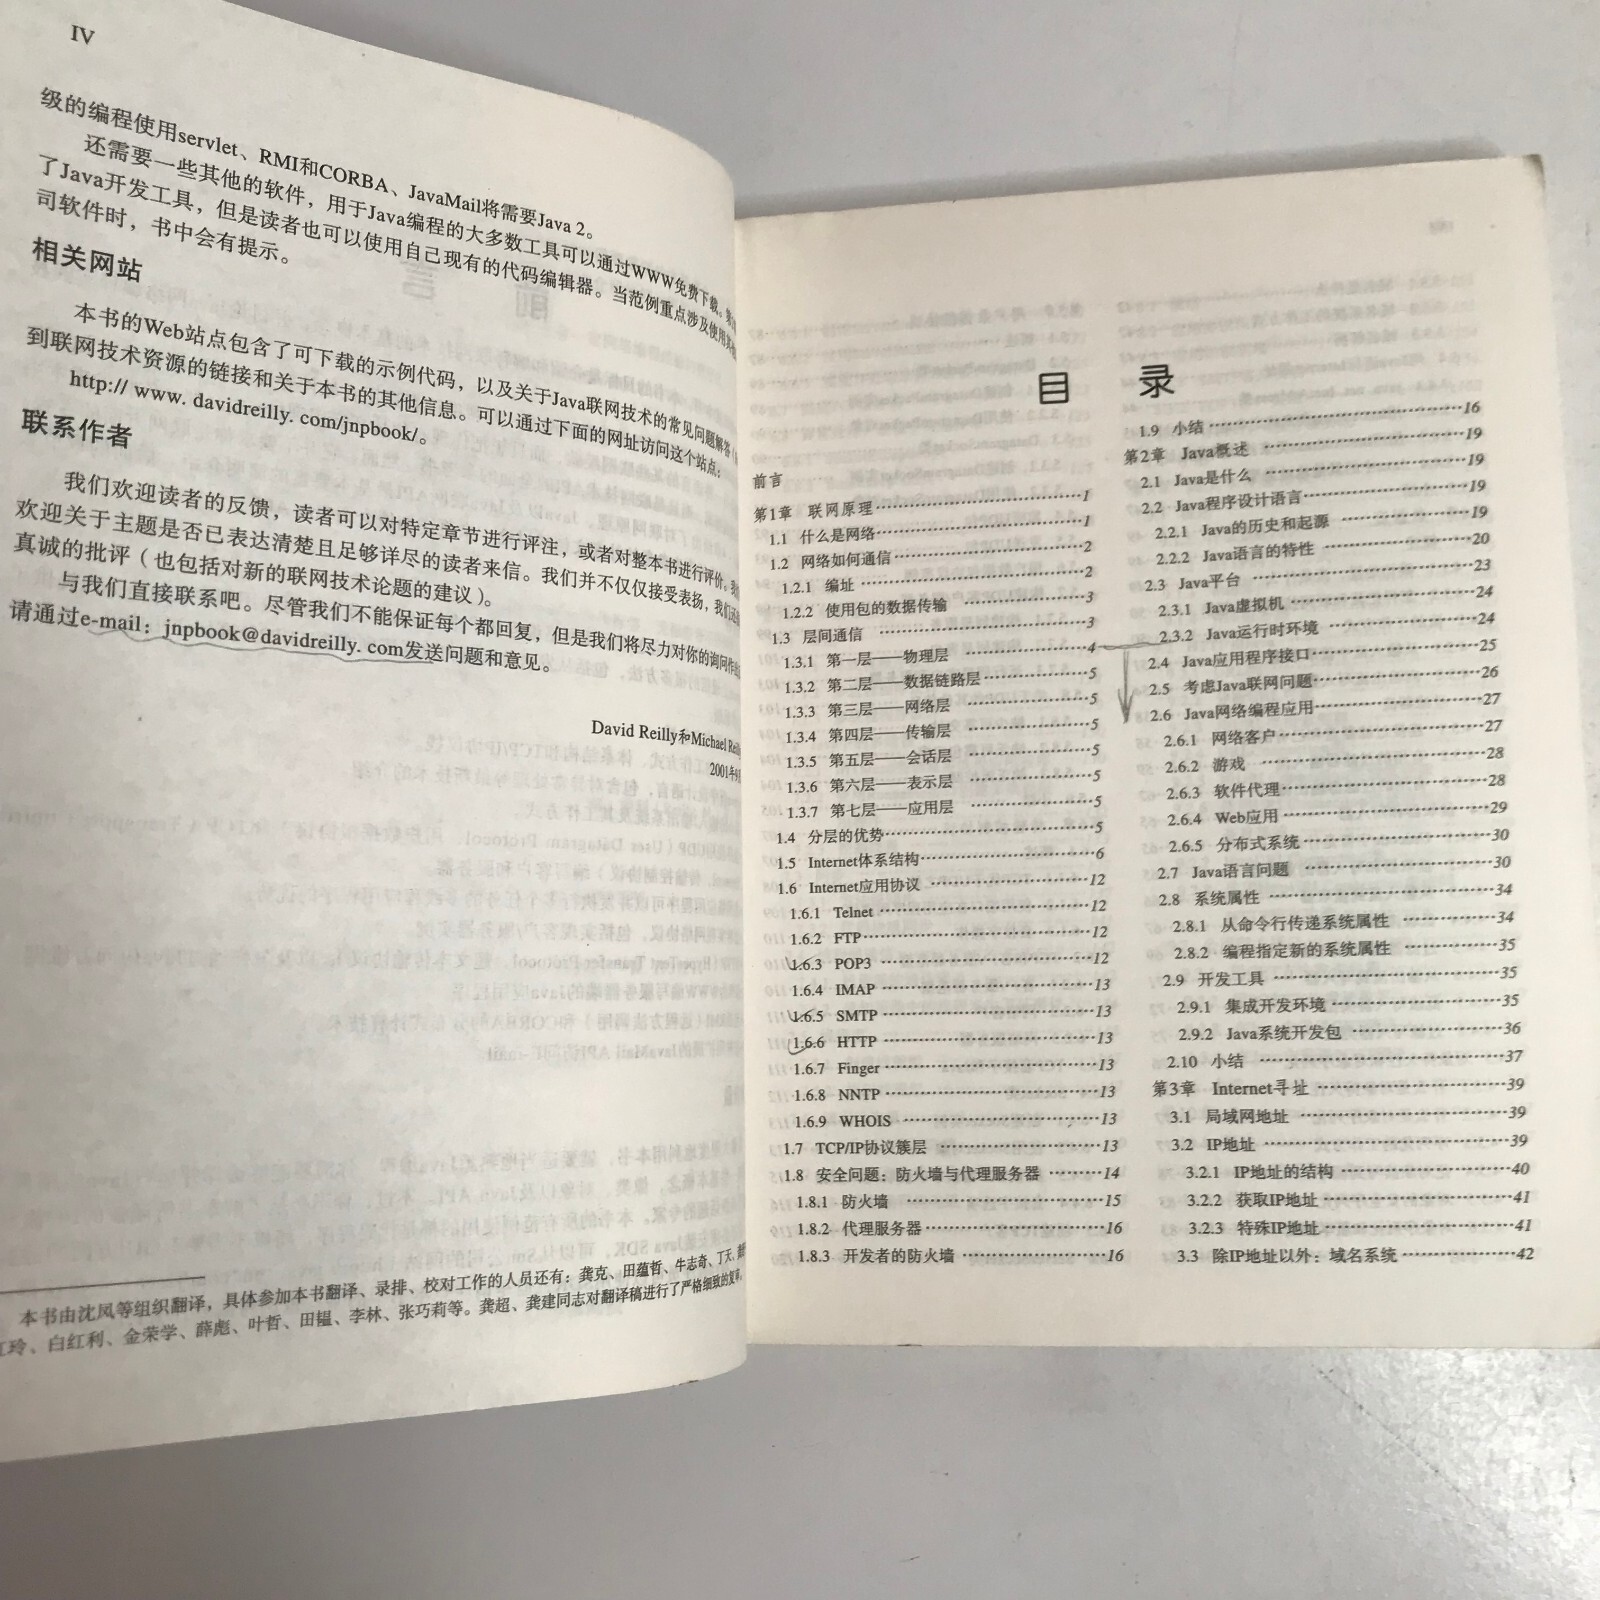 IV
级的编程使用servlet、RMI和CORBA、JavaMail将需要Java 2。
还需要一些其他的软件，用于Java编程的大多数工具可以通过WWW免费下载。
了Java开发工具，但是读者也可以使用自己现有的代码编辑器。当范例重点涉及使用其
司软件时，书中会有提示。
相关网站
本书的Web站点包含了可下载的示例代码，以及关于Java联网技术的常见问题解答
到联网技术资源的链接和关于本书的其他信息。可以通过下面的网址访问这个站点：
http:// www. davidreilly. com/jnpbook/。
联系作者
我们欢迎读者的反馈，读者可以对特定章节进行评注，或者对整本书进行评价。
欢迎关于主题是否已表达清楚且足够详尽的读者来信。我们并不仅仅接受表扬，我们还
真诚的批评（也包括对新的联网技术论题的建议）。
与我们直接联系吧。尽管我们不能保证每个都回复，但是我们将尽力对你的询问作出
请通过e-mail：jnpbook@davidreilly. com发送问题和意见。
David Reilly和Michael
2001年
本书由沈凤等组织翻译，具体参加本书翻译、录排、校对工作的人员还有：龚克、田蕴哲、牛志奇、丁天、
玲、白红利、金荣学、薛彪、叶哲、田韫、李林、张巧莉等。龚超、龚建同志对翻译稿进行了严格细致的复审。
目 录
前言
第1章 联网原理 1
1.1 什么是网络 1
1.2 网络如何通信 2
1.2.1 编址 2
1.2.2 使用包的数据传输 3
1.3 层间通信 3
1.3.1 第一层——物理层 4
1.3.2 第二层——数据链路层 5
1.3.3 第三层——网络层 5
1.3.4 第四层——传输层 5
1.3.5 第五层——会话层 5
1.3.6 第六层——表示层 5
1.3.7 第七层——应用层 5
1.4 分层的优势 5
1.5 Internet体系结构 6
1.6 Internet应用协议 12
1.6.1 Telnet 12
1.6.2 FTP 12
1.6.3 POP3 12
1.6.4 IMAP 13
1.6.5 SMTP 13
1.6.6 HTTP 13
1.6.7 Finger 13
1.6.8 NNTP 13
1.6.9 WHOIS 13
1.7 TCP/IP协议簇层 13
1.8 安全问题：防火墙与代理服务器 14
1.8.1 防火墙 15
1.8.2 代理服务器 16
1.8.3 开发者的防火墙 16
1.9 小结 16
第2章 Java概述 19
2.1 Java是什么 19
2.2 Java程序设计语言 19
2.2.1 Java的历史和起源 19
2.2.2 Java语言的特性 20
2.3 Java平台 23
2.3.1 Java虚拟机 24
2.3.2 Java运行时环境 24
2.4 Java应用程序接口 25
2.5 考虑Java联网问题 26
2.6 Java网络编程应用 27
2.6.1 网络客户 27
2.6.2 游戏 28
2.6.3 软件代理 28
2.6.4 Web应用 29
2.6.5 分布式系统 30
2.7 Java语言问题 30
2.8 系统属性 34
2.8.1 从命令行传递系统属性 34
2.8.2 编程指定新的系统属性 35
2.9 开发工具 35
2.9.1 集成开发环境 35
2.9.2 Java系统开发包 36
2.10 小结 37
第3章 Internet寻址 39
3.1 局域网地址 39
3.2 IP地址 39
3.2.1 IP地址的结构 40
3.2.2 获取IP地址 41
3.2.3 特殊IP地址 41
3.3 除IP地址以外：域名系统 42